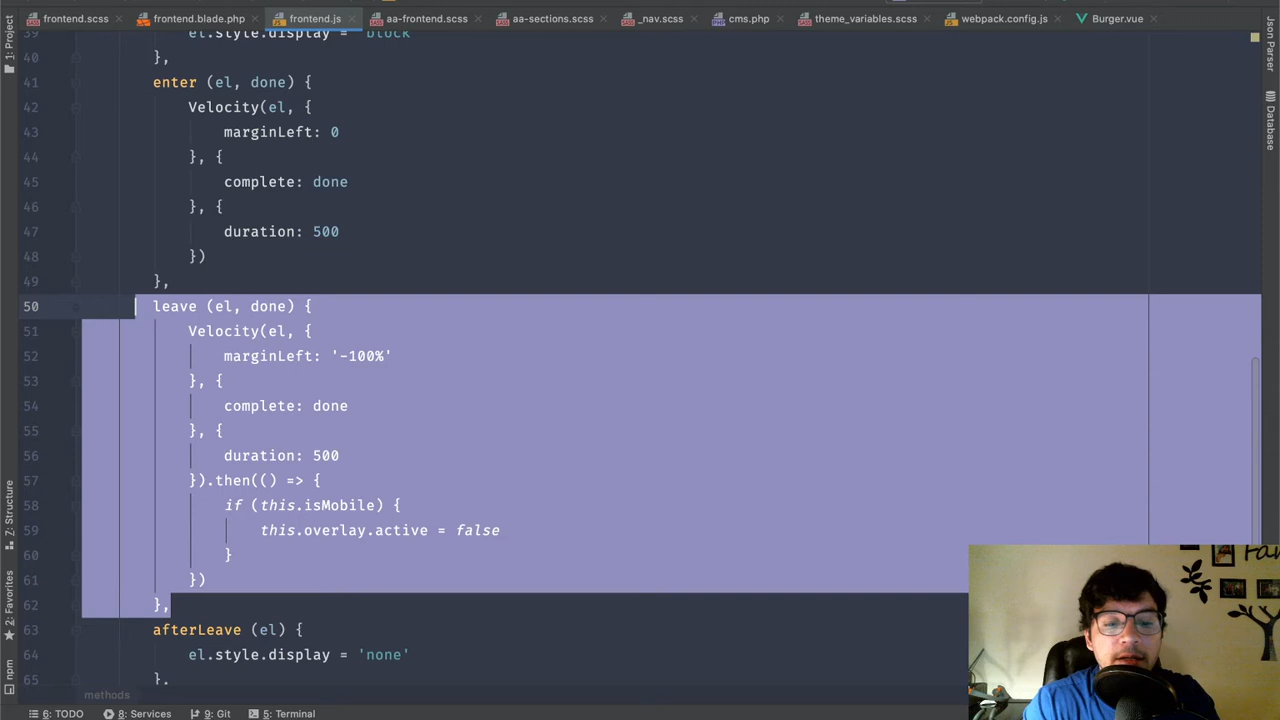 frontend.scss frontend.blade.php frontend.js aa-frontend.scss aa-sections.scss _nav.scss cms.php theme_variables.scss webpack.config.js Burger.vue
1: Project
Json Parser
Database
39 el.style.display = 'block'
40 },
41 enter (el, done) {
42 Velocity(el, {
43 marginLeft: 0
44 }, {
45 complete: done
46 }, {
47 duration: 500
48 })
49 },
50 leave (el, done) {
51 Velocity(el, {
52 marginLeft: '-100%'
53 }, {
54 complete: done
55 }, {
56 duration: 500
57 }).then(() => {
58 if (this.isMobile) {
59 this.overlay.active = false
60 }
61 })
62 },
63 afterLeave (el) {
64 el.style.display = 'none'
65 },
Z: Structure
2: Favorites
npm
methods
6: TODO 8: Services 9: Git 5: Terminal